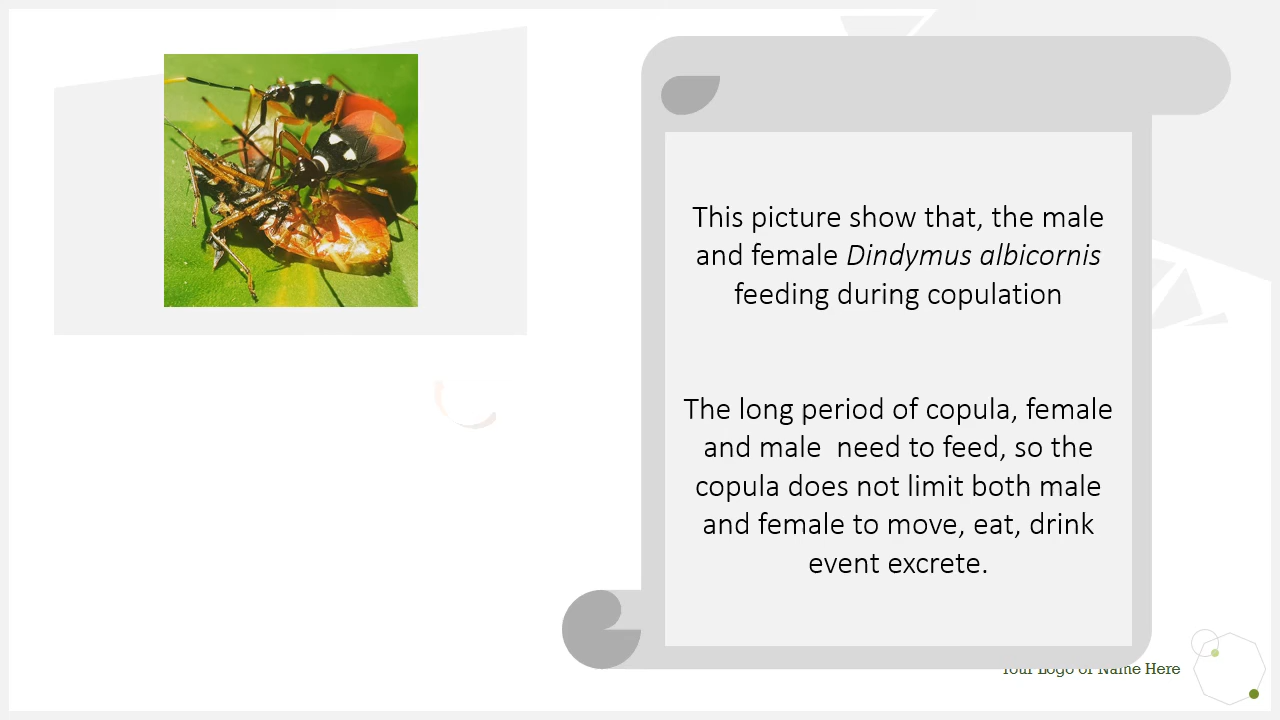 This picture show that, the male
and female Dindymus albicornis
feeding during copulation
The long period of copula, female
and male  need to feed, so the
copula does not limit both male
and female to move, eat, drink
event excrete.
Your Logo or Name Here